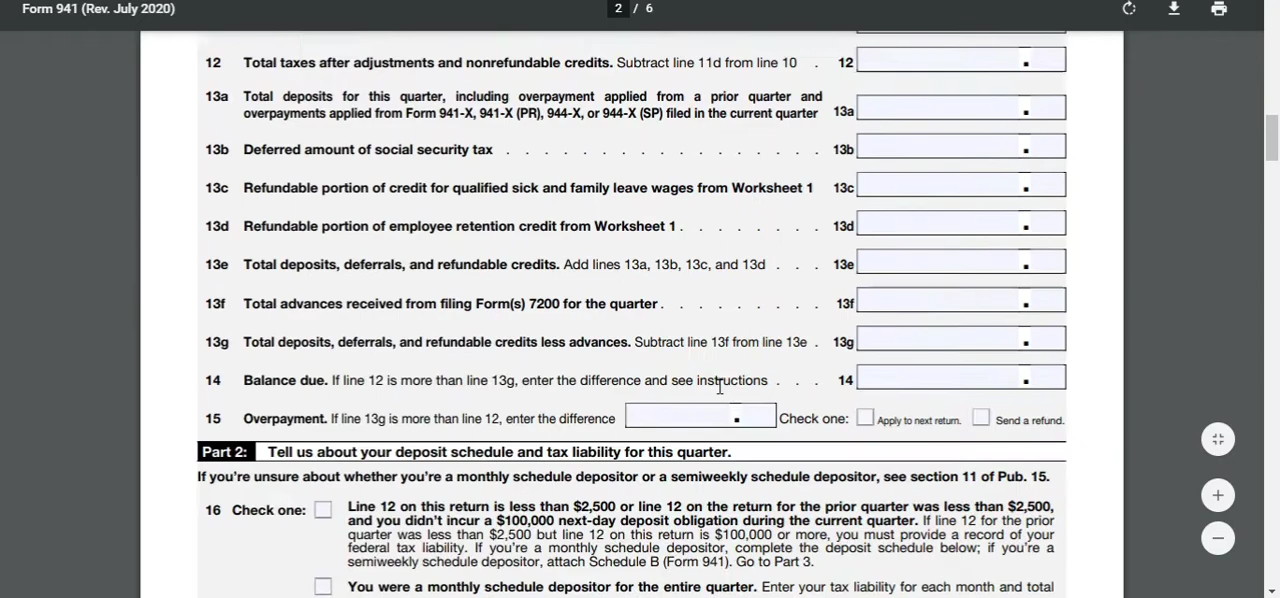 Form 941 (Rev. July 2020)
2 / 6
12 Total taxes after adjustments and nonrefundable credits. Subtract line 11d from line 10 . 12 .
13a Total deposits for this quarter, including overpayment applied from a prior quarter and
overpayments applied from Form 941-X, 941-X (PR), 944-X, or 944-X (SP) filed in the current quarter 13a .
13b Deferred amount of social security tax . . . . . . . . . . . . . . . . . 13b .
13c Refundable portion of credit for qualified sick and family leave wages from Worksheet 1 13c .
13d Refundable portion of employee retention credit from Worksheet 1 . . . . . . . . 13d .
13e Total deposits, deferrals, and refundable credits. Add lines 13a, 13b, 13c, and 13d . . . 13e .
13f Total advances received from filing Form(s) 7200 for the quarter . . . . . . . . . 13f .
13g Total deposits, deferrals, and refundable credits less advances. Subtract line 13f from line 13e . 13g .
14 Balance due. If line 12 is more than line 13g, enter the difference and see instructions . . . 14 .
15 Overpayment. If line 13g is more than line 12, enter the difference . Check one: Apply to next return. Send a refund.
Part 2: Tell us about your deposit schedule and tax liability for this quarter.
If you're unsure about whether you're a monthly schedule depositor or a semiweekly schedule depositor, see section 11 of Pub. 15.
16 Check one: Line 12 on this return is less than $2,500 or line 12 on the return for the prior quarter was less than $2,500,
and you didn't incur a $100,000 next-day deposit obligation during the current quarter. If line 12 for the prior
quarter was less than $2,500 but line 12 on this return is $100,000 or more, you must provide a record of your
federal tax liability. If you're a monthly schedule depositor, complete the deposit schedule below; if you're a
semiweekly schedule depositor, attach Schedule B (Form 941). Go to Part 3.
You were a monthly schedule depositor for the entire quarter. Enter your tax liability for each month and total